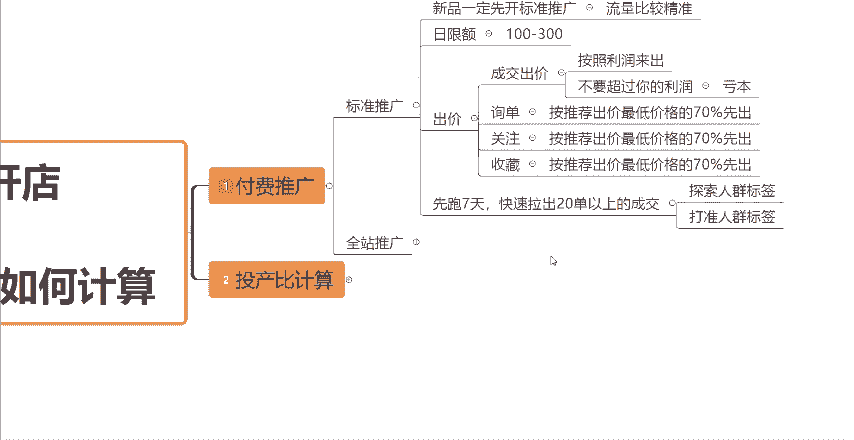 新品一定先开标准推广 流量比较精准
日限额 100-300
成交出价 按照利润来出
不要超过你的利润 亏本
标准推广
出价
询单 按推荐出价最低价格的70%先出
关注 按推荐出价最低价格的70%先出
收藏 按推荐出价最低价格的70%先出
开店
1 付费推广
先跑7天，快速拉出20单以上的成交 探索人群标签
打准人群标签
全站推广
如何计算
2 投产比计算